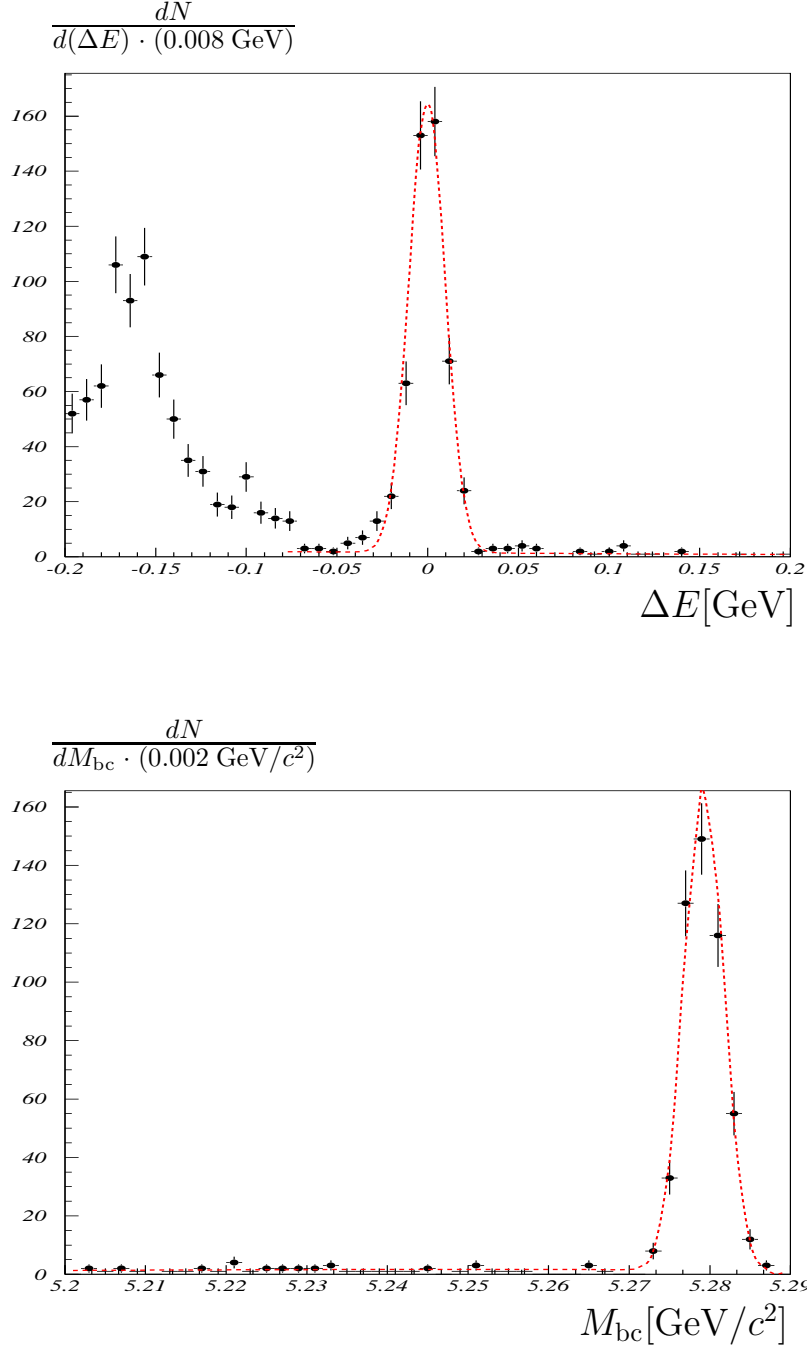 dN
d(ΔE) · (0.008 GeV)
160
140
120
100
80
60
40
20
0
-0.2 -0.15 -0.1 -0.05 0 0.05 0.1 0.15 0.2
ΔE[GeV]
dN
dM_bc · (0.002 GeV/c²)
160
140
120
100
80
60
40
20
0
5.2 5.21 5.22 5.23 5.24 5.25 5.26 5.27 5.28 5.29
M_bc[GeV/c²]